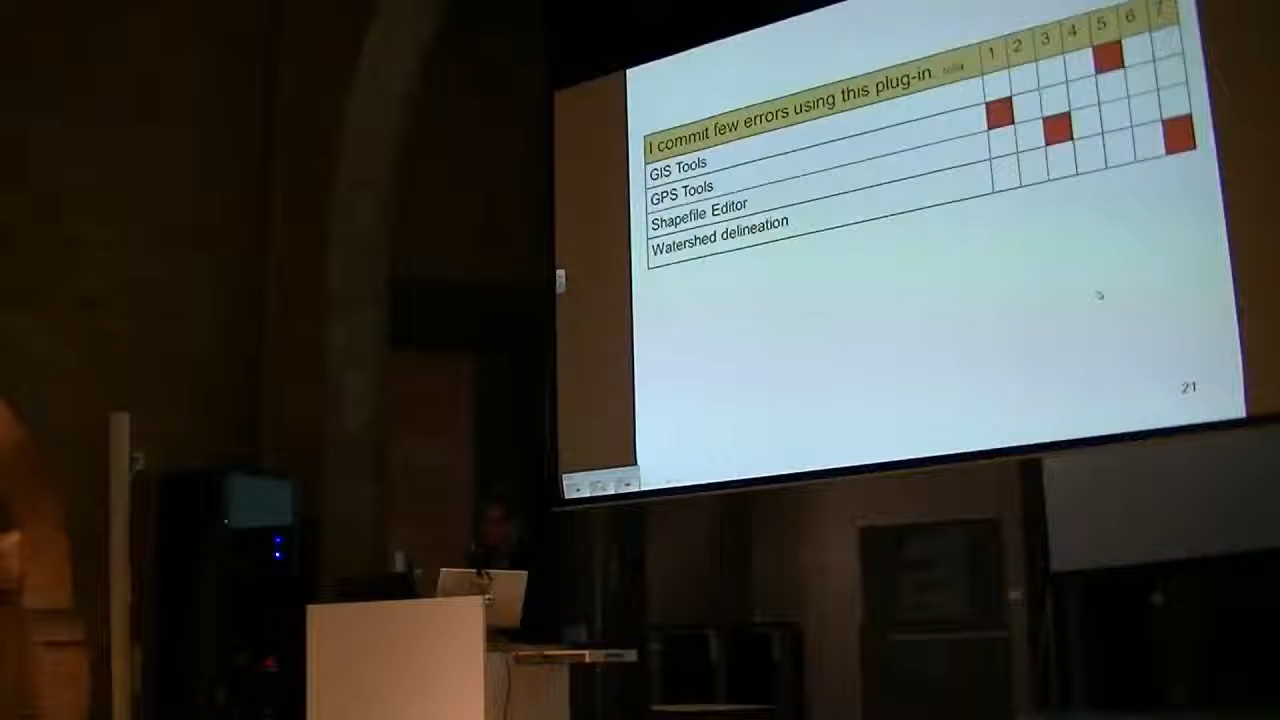 I commit few errors using this plug-in 1 2 3 4 5 6 7
GIS Tools
GPS Tools
Shapefile Editor
Watershed delineation
21